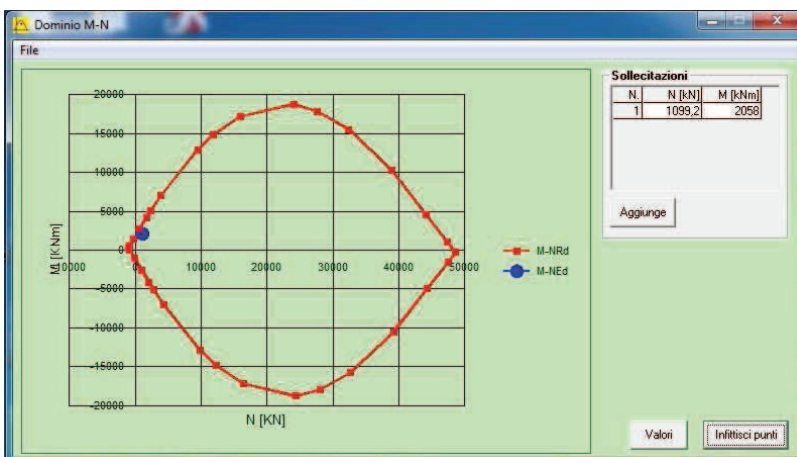 Dominio M-N
File
20000
15000
10000
5000
0
-5000
-10000
-15000
-20000
M [KNm]
10000 0 10000 20000 30000 40000 50000
N [KN]
M-NRd
M-NEd
Sollecitazioni
N. N [kN] M [kNm]
1 1099,2 2058
Aggiunge
Valori
Infittisci punti